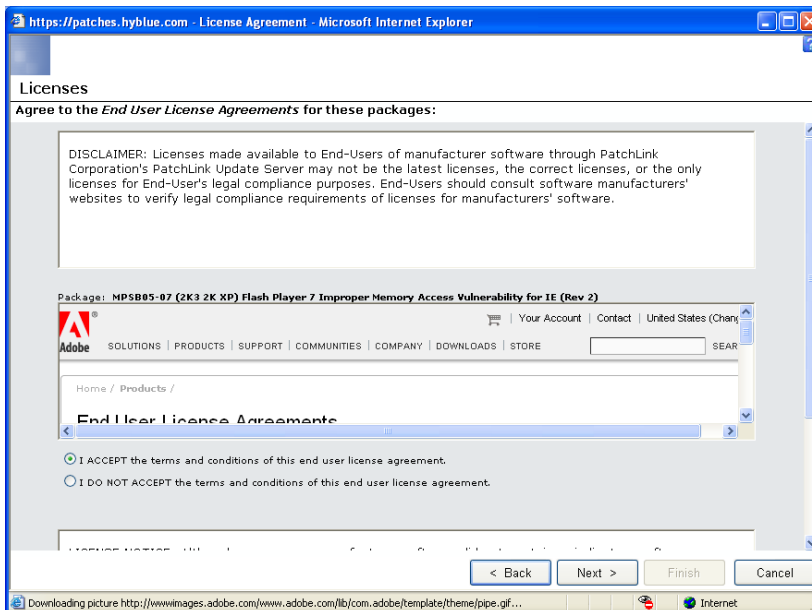 https://patches.hyblue.com - License Agreement - Microsoft Internet Explorer
?
Licenses
Agree to the End User License Agreements for these packages:
DISCLAIMER: Licenses made available to End-Users of manufacturer software through PatchLink
Corporation's PatchLink Update Server may not be the latest licenses, the correct licenses, or the only
licenses for End-User's legal compliance purposes. End-Users should consult software manufacturers'
websites to verify legal compliance requirements of licenses for manufacturers' software.
Package: MPSB05-07 (2K3 2K XP) Flash Player 7 Improper Memory Access Vulnerability for IE (Rev 2)
Your Account | Contact | United States (Chang
Adobe SOLUTIONS | PRODUCTS | SUPPORT | COMMUNITIES | COMPANY | DOWNLOADS | STORE SEAR
Home / Products /
End User License Agreements
I ACCEPT the terms and conditions of this end user license agreement.
I DO NOT ACCEPT the terms and conditions of this end user license agreement.
< Back Next > Finish Cancel
Downloading picture http://wwwimages.adobe.com/www.adobe.com/lib/com.adobe/template/theme/pipe.gif... Internet